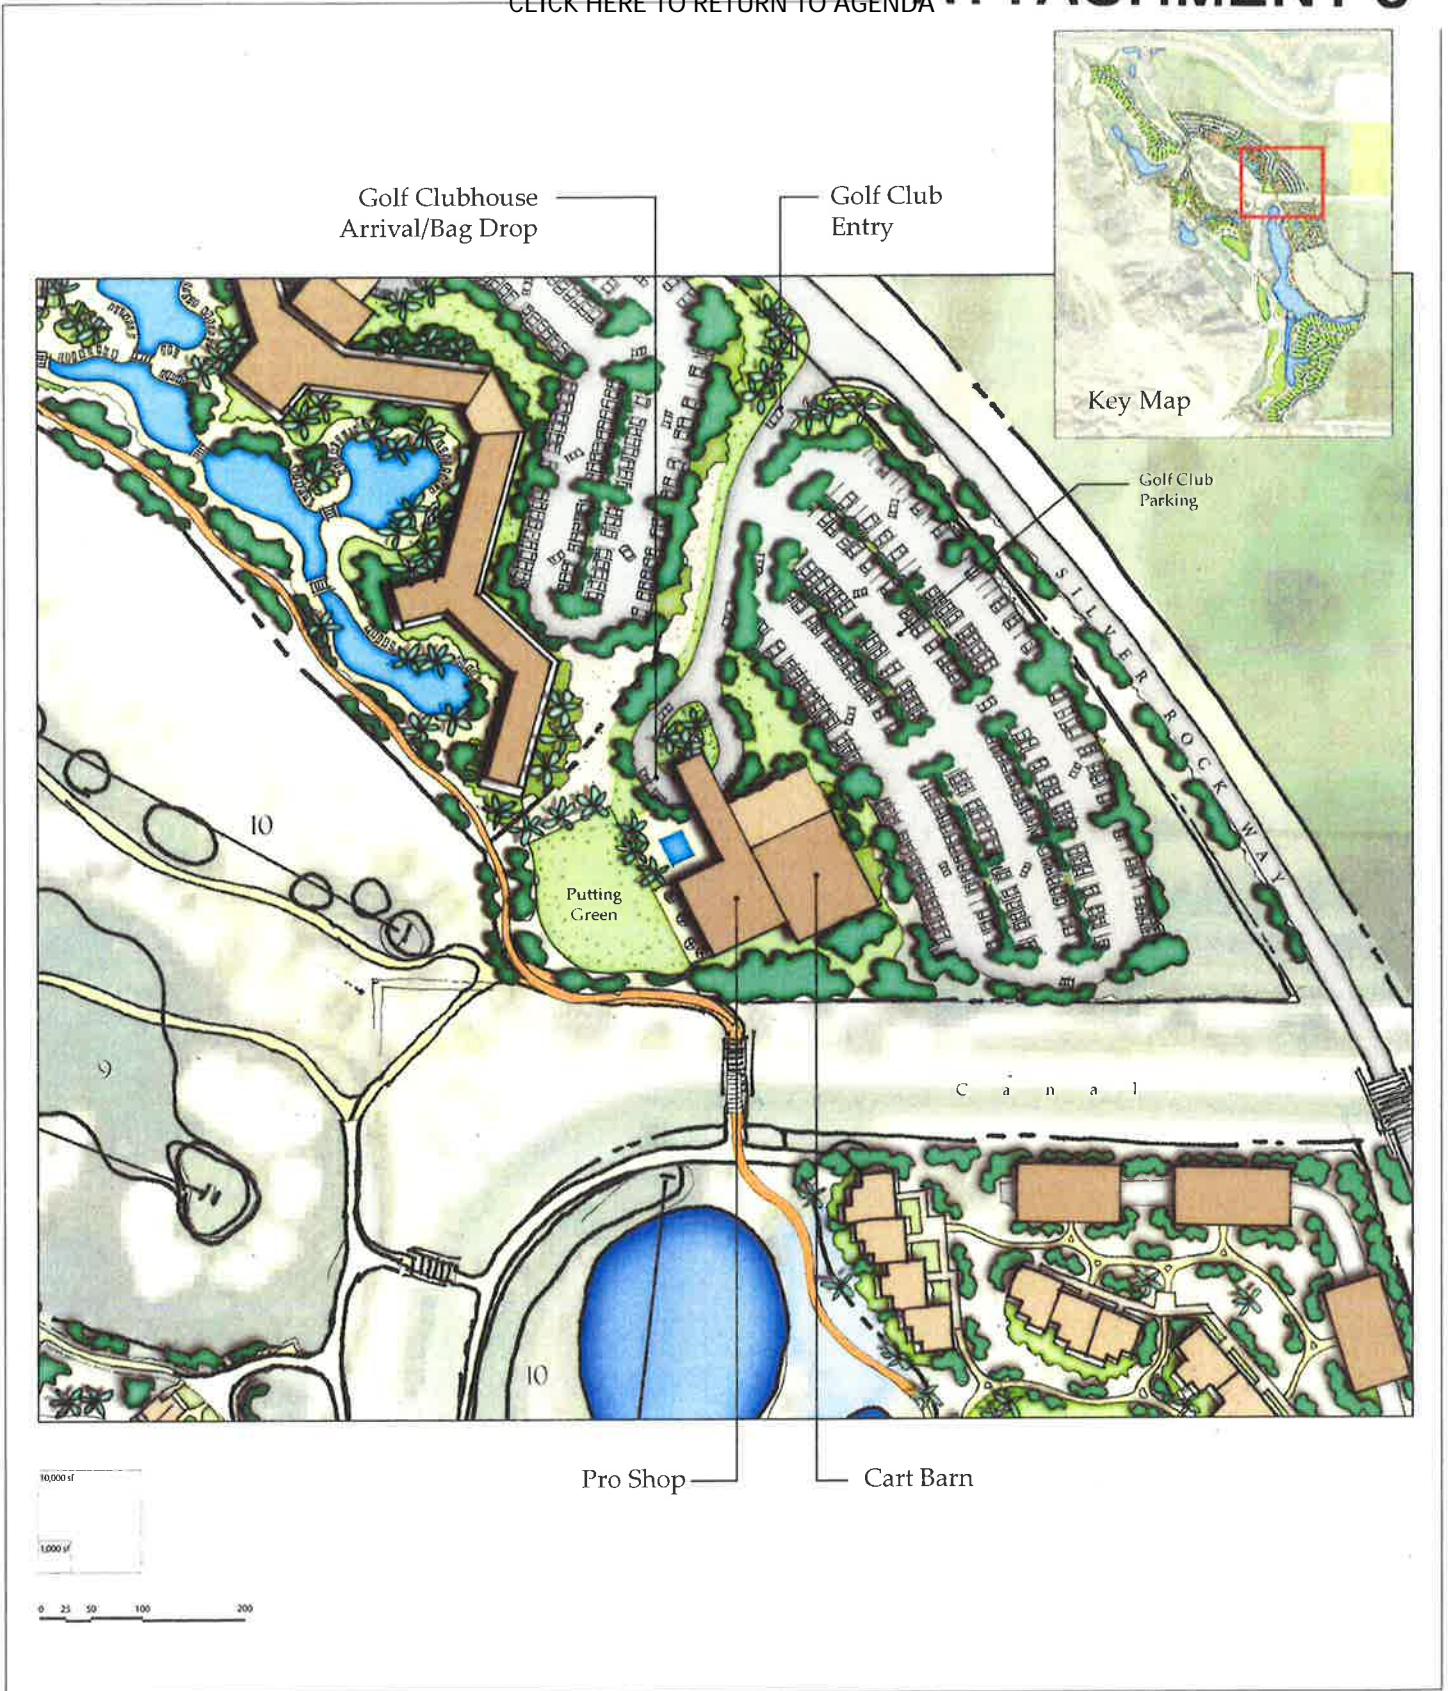 CLICK HERE TO RETURN TO AGENDA
Golf Clubhouse
Arrival/Bag Drop
Golf Club
Entry
Key Map
Golf Club
Parking
SILVER ROCK WAY
10
Putting
Green
9
Canal
10
Pro Shop
Cart Barn
10,000 sf
1,000 sf
0 25 50 100 200